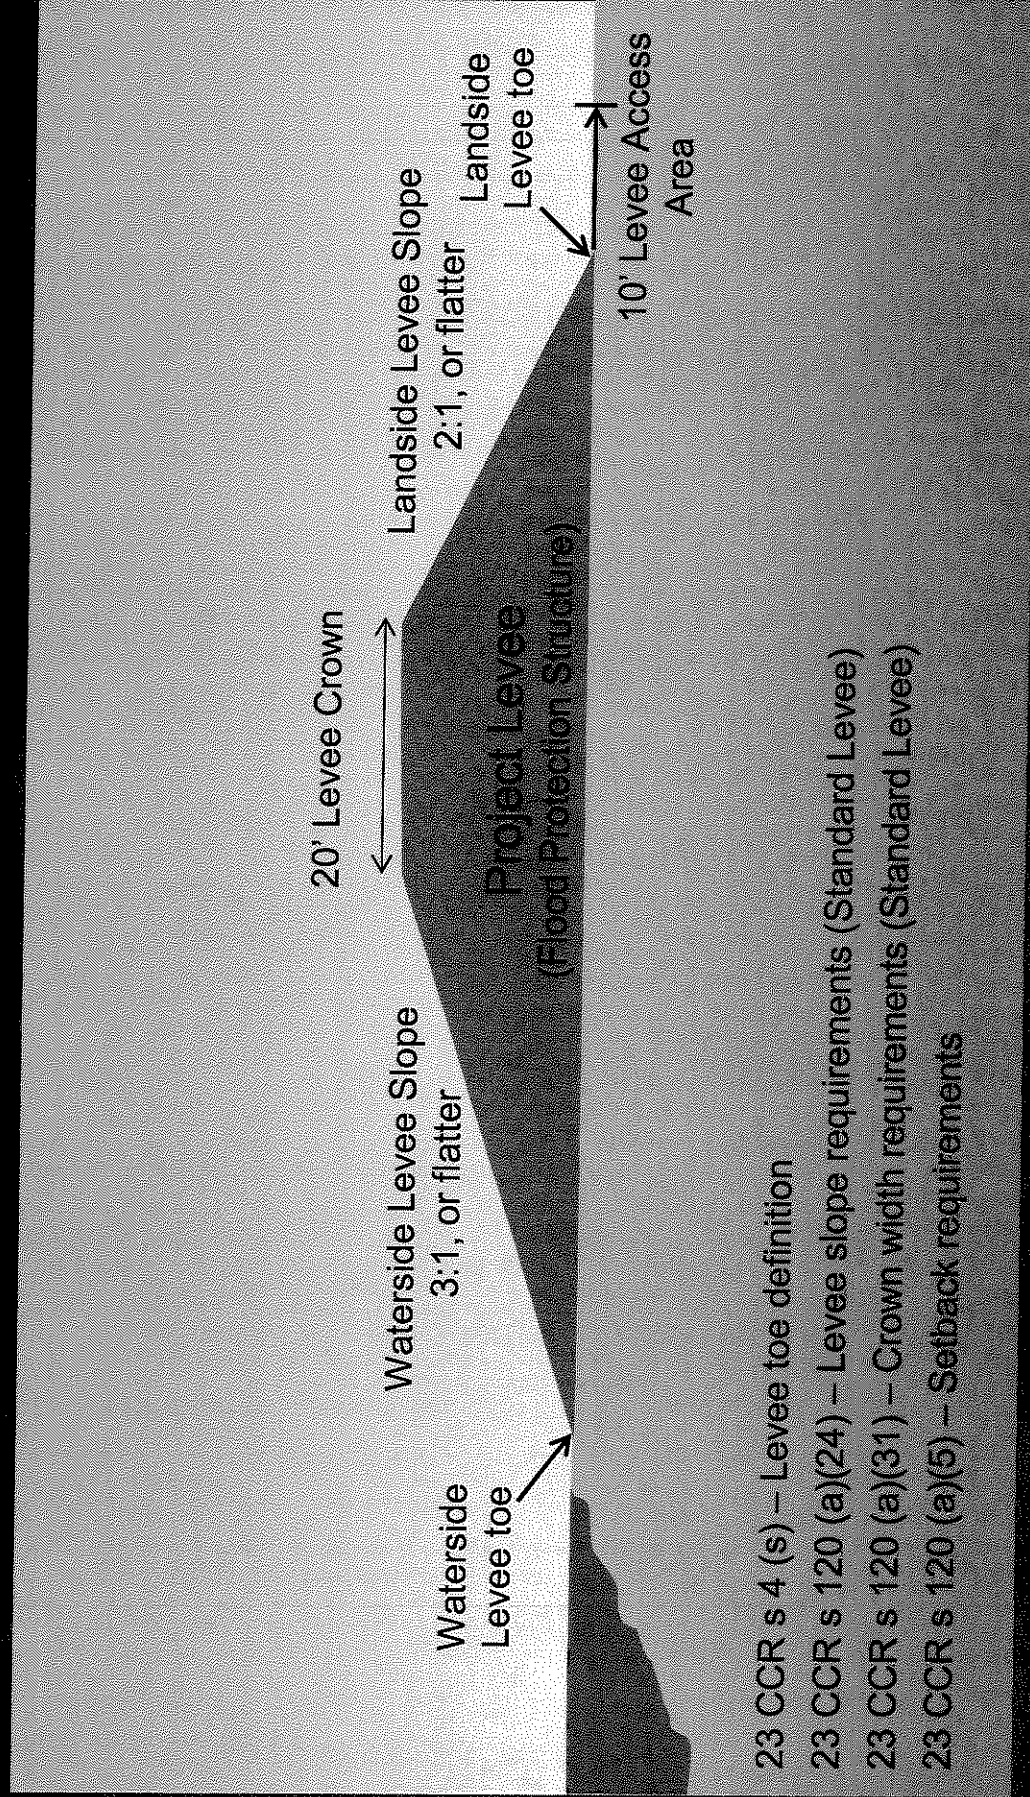 20' Levee Crown
Waterside Levee Slope
3:1, or flatter
Landside Levee Slope
2:1, or flatter
Waterside
Levee toe
Landside
Levee toe
Project Levee
(Flood Protection Structure)
10' Levee Access
Area
23 CCR s 4 (s) – Levee toe definition
23 CCR s 120 (a)(24) – Levee slope requirements (Standard Levee)
23 CCR s 120 (a)(31) – Crown width requirements (Standard Levee)
23 CCR s 120 (a)(5) – Setback requirements